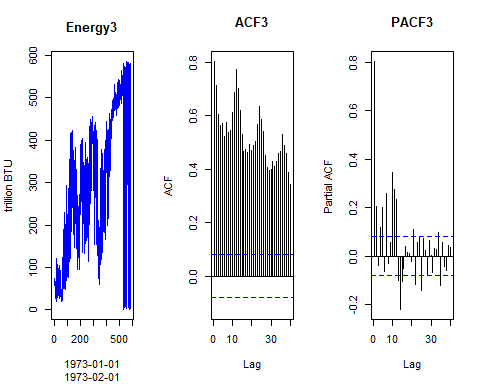 Energy3
ACF3
PACF3
trillion BTU
0 100 200 300 400 500 600
0 200 500
1973-01-01
1973-02-01
ACF
0.0 0.2 0.4 0.6 0.8
0 10 30
Lag
Partial ACF
-0.2 0.0 0.2 0.4 0.6 0.8
0 10 30
Lag